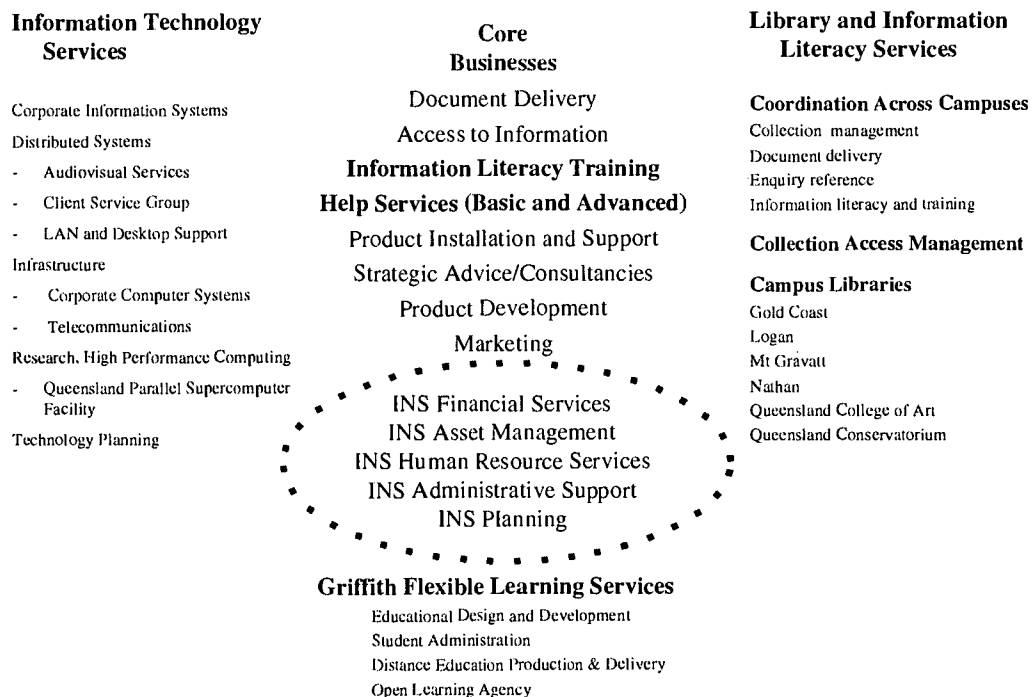 Information Technology
Services
Corporate Information Systems
Distributed Systems
- Audiovisual Services
- Client Service Group
- LAN and Desktop Support
Infrastructure
- Corporate Computer Systems
- Telecommunications
Research, High Performance Computing
- Queensland Parallel Supercomputer
Facility
Technology Planning
Core
Businesses
Document Delivery
Access to Information
Information Literacy Training
Help Services (Basic and Advanced)
Product Installation and Support
Strategic Advice/Consultancies
Product Development
Marketing
INS Financial Services
INS Asset Management
INS Human Resource Services
INS Administrative Support
INS Planning
Griffith Flexible Learning Services
Educational Design and Development
Student Administration
Distance Education Production & Delivery
Open Learning Agency
Library and Information
Literacy Services
Coordination Across Campuses
Collection management
Document delivery
Enquiry reference
Information literacy and training
Collection Access Management
Campus Libraries
Gold Coast
Logan
Mt Gravatt
Nathan
Queensland College of Art
Queensland Conservatorium